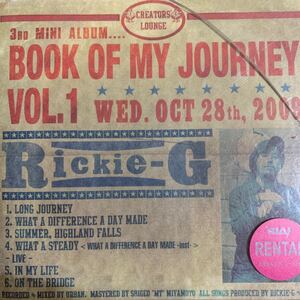 CREATORS
LOUNGE
3RD MINI ALBUM....
BOOK OF MY JOURNEY
VOL.1 WED. OCT 28th, 200
Rickie-G
1. LONG JOURNEY
2. WHAT A DIFFERENCE A DAY MADE
3. SUMMER, HIGHLAND FALLS
4. WHAT A STEADY < WHAT A DIFFERENCE A DAY MADE -inst- >
- LIVE -
5. IN MY LIFE
6. ON THE BRIDGE
RENTAL
RECORDED & MIXED BY URBAN. MASTERED BY SHIGEO "MT" MIYAMOTO ALL SONGS PRODUCED BY RICKIE-G